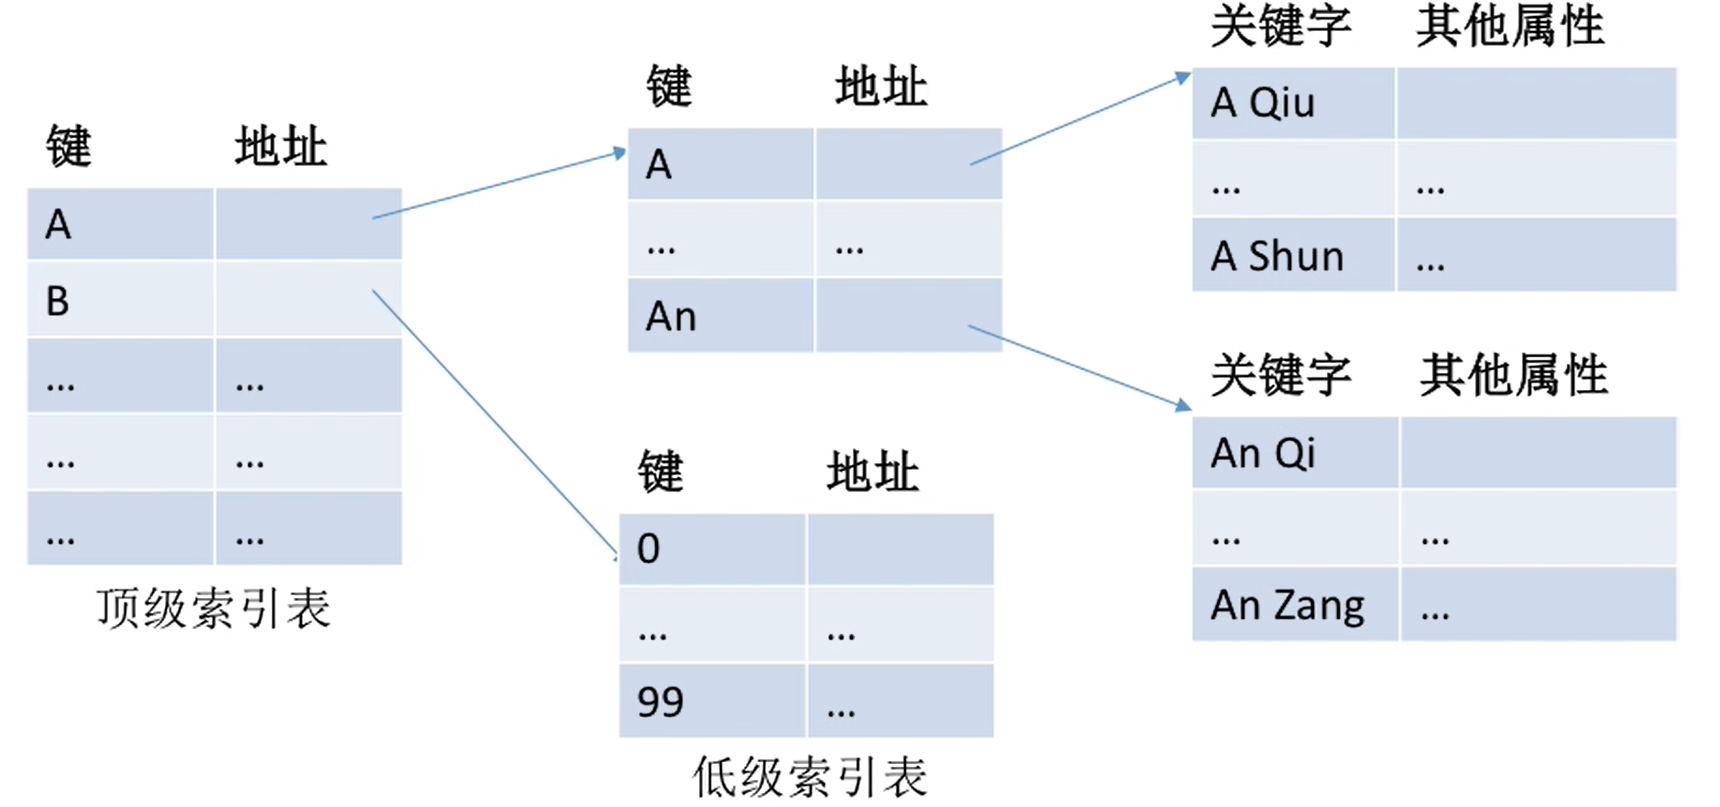 键 地址
A
B
... ...
... ...
... ...
顶级索引表
键 地址
A
... ...
An
键 地址
0
... ...
99 ...
低级索引表
关键字 其他属性
A Qiu
... ...
A Shun ...
关键字 其他属性
An Qi
... ...
An Zang ...